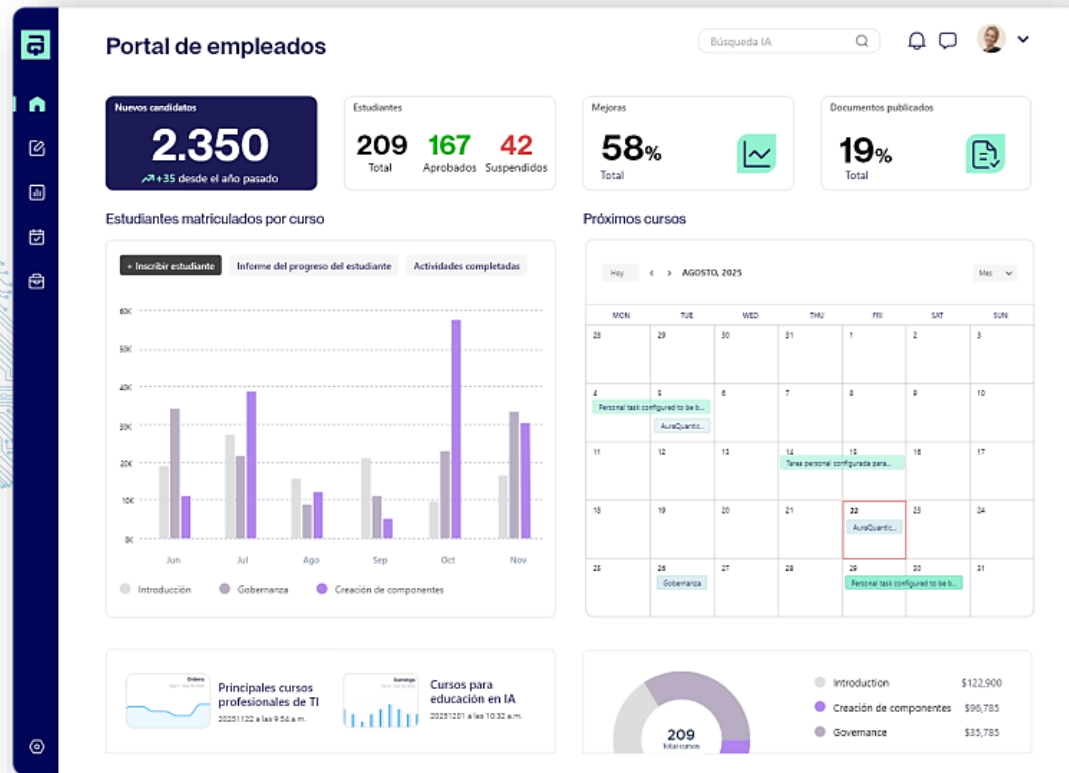 Portal de empleados
Búsqueda IA
Nuevos candidatos
2.350
+35 desde el año pasado
Estudiantes
209 167 42
Total Aprobados Suspendidos
Mejoras
58%
Total
Documentos publicados
19%
Total
Estudiantes matriculados por curso
+ Inscribir estudiante Informe del progreso del estudiante Actividades completadas
60K
50K
40K
30K
20K
10K
0K
Jun Jul Ago Sep Oct Nov
Introducción Gobernanza Creación de componentes
Próximos cursos
Hoy < > AGOSTO, 2025 Mes
MON TUE WED THU FRI SAT SUN
28 29 30 31 1 2 3
4 5 6 7 8 9 10
Personal task configured to be b...
AuraQuantic...
11 12 13 14 15 16 17
Tarea personal configurada para...
18 19 20 21 22 23 24
AuraQuantic...
25 26 27 28 29 30 31
Gobernanza Personal task configured to be b...
Orders
Principales cursos
profesionales de TI
20251122 a las 9:54 a.m.
Earnings
Cursos para
educación en IA
20251201 a las 10:32 a.m.
209
Total cursos
Introduction $122,900
Creación de componentes $96,785
Governance $35,785